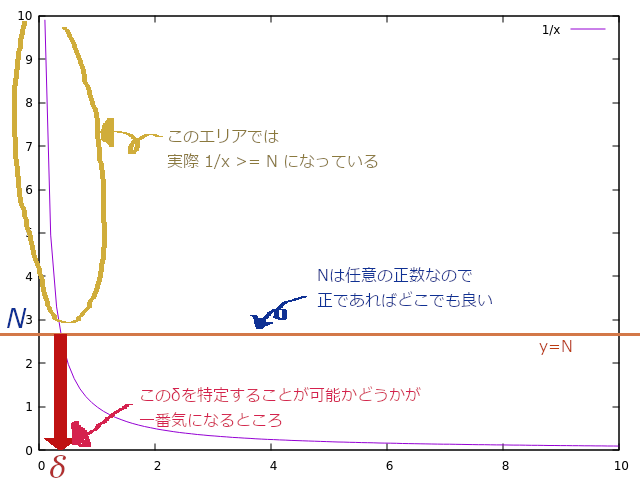 10
1/x
9
8
このエリアでは
7
実際 1/x >= N になっている
6
5
Nは任意の正数なので
4
正であればどこでも良い
N
3
y=N
2
このδを特定することが可能かどうかが
1
一番気になるところ
0
0 2 4 6 8 10
δ